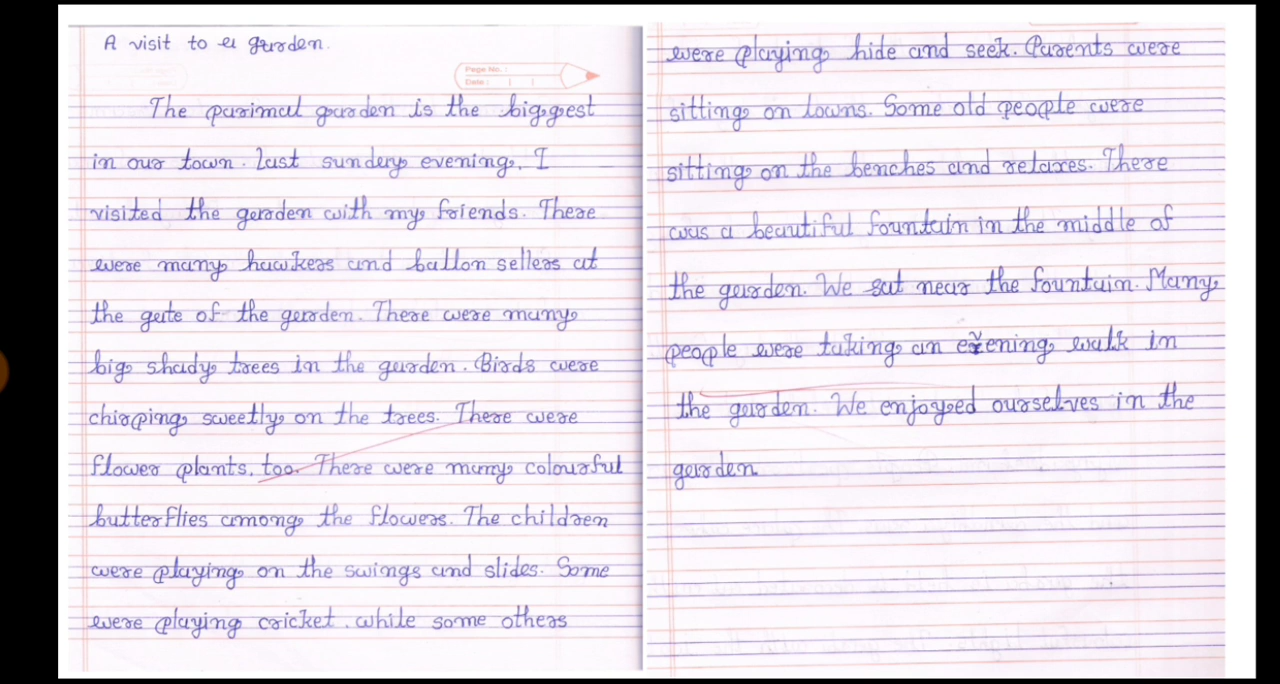 A visit to a garden.
Page No. :
Date :
The parimal garden is the biggest
in our town. Last sunday evening, I
visited the garden with my friends. There
were many hawkers and ballon sellers at
the gate of the garden. There were many
big shady trees in the garden. Birds were
chirping sweetly on the trees. There were
flower plants, too. There were many colourful
butterflies among the flowers. The children
were playing on the swings and slides. Some
were playing cricket. while some others
were playing hide and seek. Parents were
sitting on lowns. Some old people were
sitting on the benches and relaxes. There
was a beautiful fountain in the middle of
the garden. We sat near the fountain. Many
people were taking an evening walk in
the garden. We enjoyed ourselves in the
garden